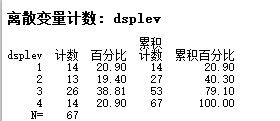 离散变量计数: dsplev
累积
dsplev 计数 百分比 计数 累积百分比
1 14 20.90 14 20.90
2 13 19.40 27 40.30
3 26 38.81 53 79.10
4 14 20.90 67 100.00
N= 67